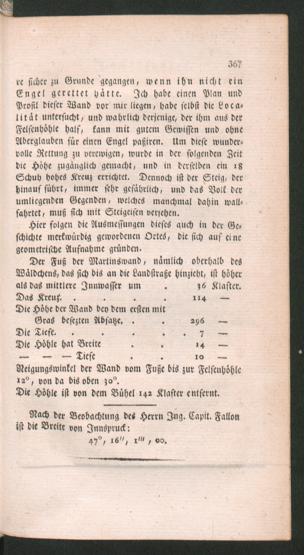 367
re sicher zu Grunde gegangen, wenn ihn nicht ein
Engel gerettet hätte. Ich habe einen Plan und
Profil dieser Wand vor mir liegen, habe selbst die Loca-
lität untersucht, und wahrlich derjenige, der ihm aus der
Felsenhöhle half, kann mit gutem Gewissen und ohne
Aberglauben für einen Engel paßiren. Um diese wunder-
volle Rettung zu verewigen, wurde in der folgenden Zeit
die Höhe zugänglich gemacht, und in derselben ein 18
Schuh hohes Kreuz errichtet. Dennoch ist der Steig, der
hinauf führt, immer sehr gefährlich, und das Volk der
umliegenden Gegenden, welches manchmal dahin wall-
fahrtet, muß sich mit Steigeisen versehen.
Hier folgen die Ausmessungen dieses auch in der Ge-
schichte merkwürdig gewordenen Ortes, die sich auf eine
geometrische Aufnahme gründen.
Der Fuß der Martinswand, nämlich oberhalb des
Wäldchens, das sich bis an die Landstraße hinzieht, ist höher
als das mittlere Innwasser um . 36 Klafter.
Das Kreuz. . . . . . 114 —
Die Höhe der Wand bey dem ersten mit
Gras besezten Absatze. . . . 296 —
Die Tiefe. . . . . . 7 —
Die Höhle hat Breite . . . 14 —
— — — Tiefe . . . 10 —
Neigungswinkel der Wand vom Fuße bis zur Felsenhöhle
12°, von da bis oben 30°.
Die Höhle ist von dem Bühel 142 Klafter entfernt.
Nach der Beobachtung des Herrn Ing. Capit. Fallon
ist die Breite von Innspruck:
47°, 16'', 1''', 00.